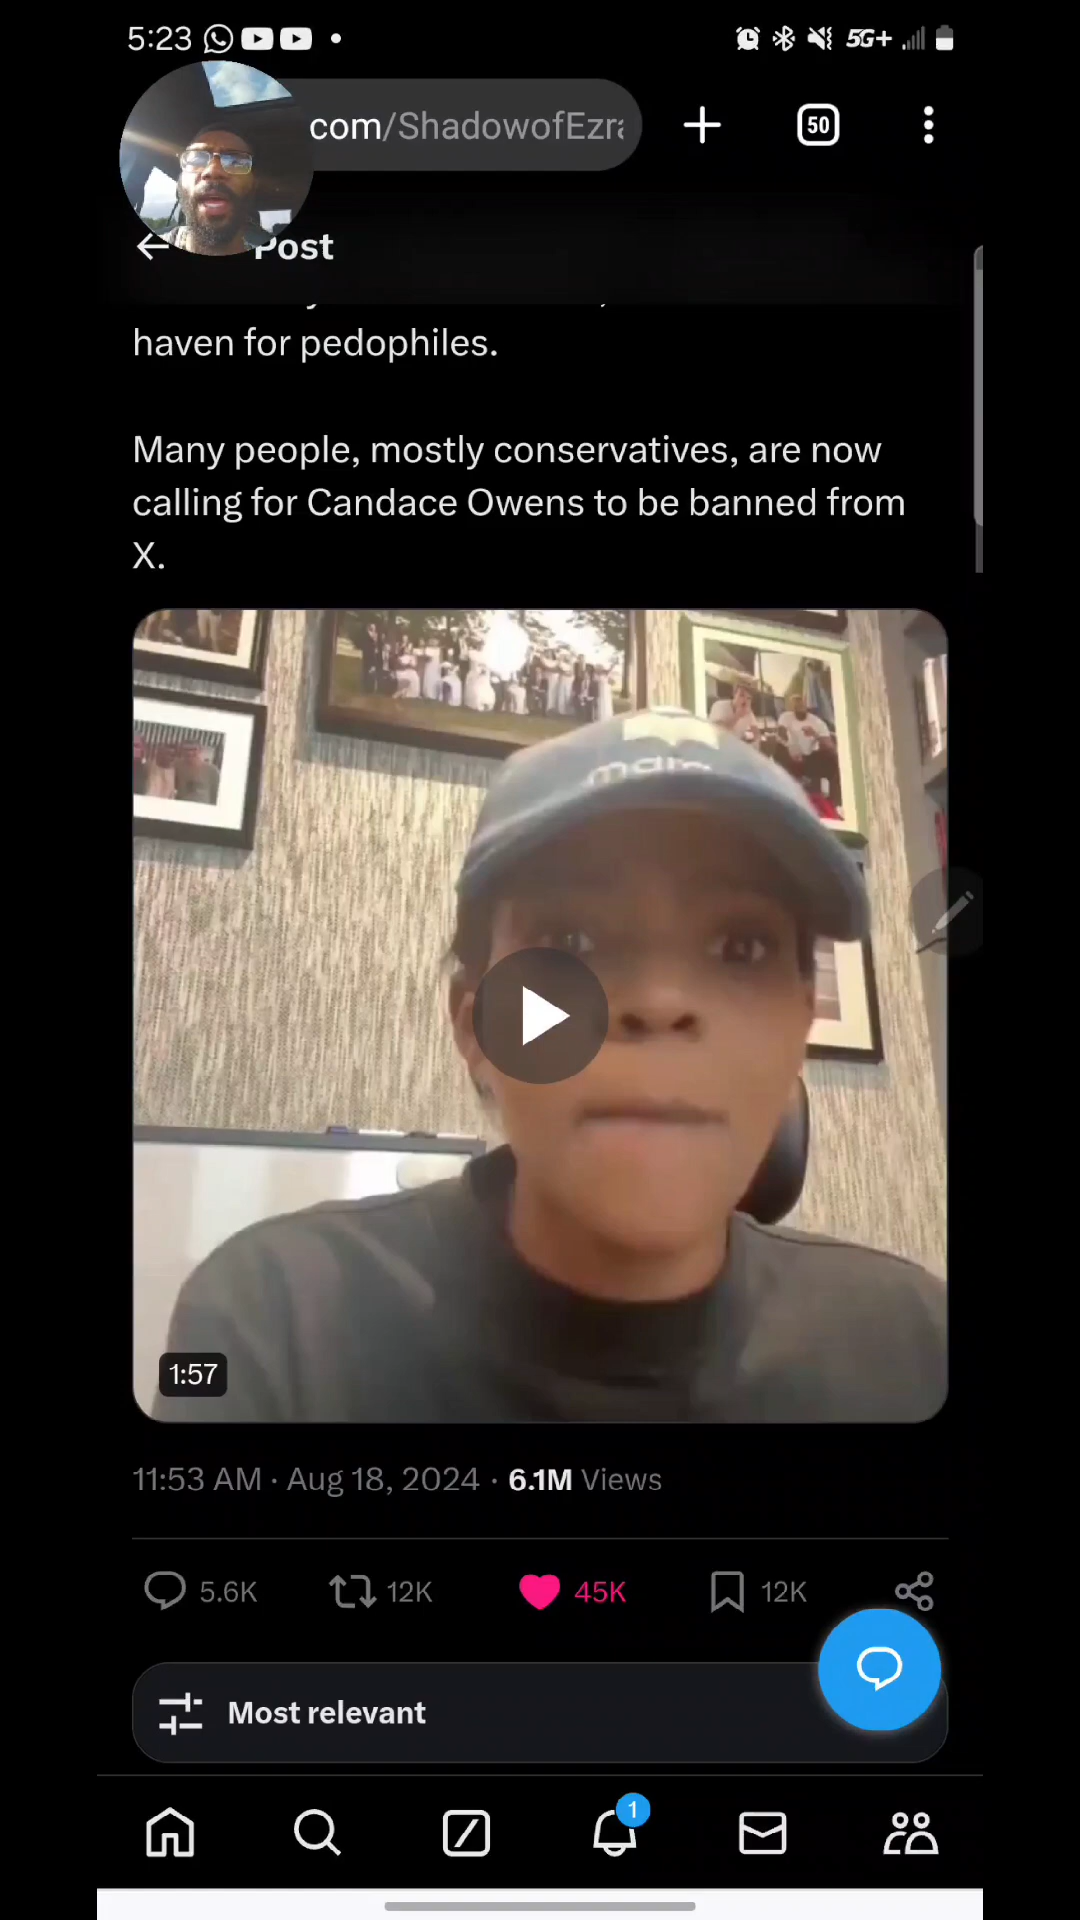 5:23
5G+
com/ShadowofEzra
50
Post
haven for pedophiles.
Many people, mostly conservatives, are now
calling for Candace Owens to be banned from
X.
1:57
11:53 AM · Aug 18, 2024 · 6.1M Views
5.6K 12K 45K 12K
Most relevant
1